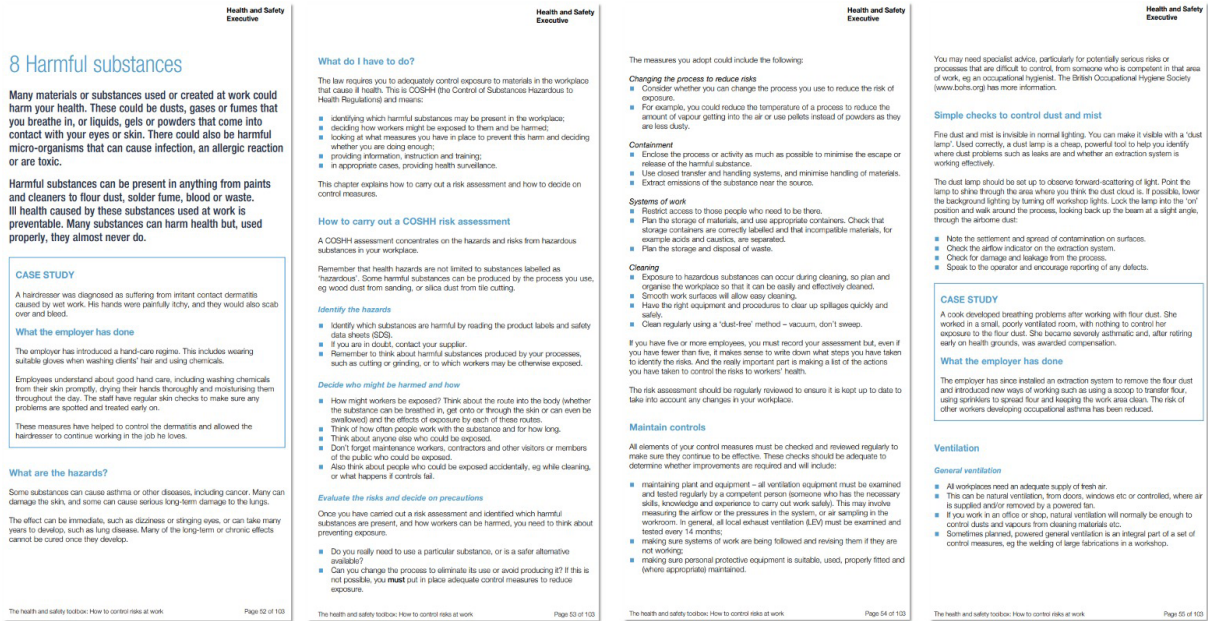 Health and Safety
Executive
8 Harmful substances
Many materials or substances used or created at work could
harm your health. These could be dusts, gases or fumes that
you breathe in, or liquids, gels or powders that come into
contact with your eyes or skin. There could also be harmful
micro-organisms that can cause infection, an allergic reaction
or are toxic.
Harmful substances can be present in anything from paints
and cleaners to flour dust, solder fume, blood or waste.
Ill health caused by these substances used at work is
preventable. Many substances can harm health but, used
properly, they almost never do.
CASE STUDY
A hairdresser was diagnosed as suffering from irritant contact dermatitis
caused by wet work. His hands were painfully itchy, and they would also scab
over and bleed.
What the employer has done
The employer has introduced a hand-care regime. This includes wearing
suitable gloves when washing clients' hair and using chemicals.
Employees understand about good hand care, including washing chemicals
from their skin promptly, drying their hands thoroughly and moisturising them
throughout the day. The staff have regular skin checks to make sure any
problems are spotted and treated early on.
These measures have helped to control the dermatitis and allowed the
hairdresser to continue working in the job he loves.
What are the hazards?
Some substances can cause asthma or other diseases, including cancer. Many can
damage the skin, and some can cause serious long-term damage to the lungs.
The effect can be immediate, such as dizziness or stinging eyes, or can take many
years to develop, such as lung disease. Many of the long-term or chronic effects
cannot be cured once they develop.
The health and safety toolbox: How to control risks at work Page 52 of 103
Health and Safety
Executive
What do I have to do?
The law requires you to adequately control exposure to materials in the workplace
that cause ill health. This is COSHH (the Control of Substances Hazardous to
Health Regulations) and means:
■ identifying which harmful substances may be present in the workplace;
■ deciding how workers might be exposed to them and be harmed;
■ looking at what measures you have in place to prevent this harm and deciding
whether you are doing enough;
■ providing information, instruction and training;
■ in appropriate cases, providing health surveillance.
This chapter explains how to carry out a risk assessment and how to decide on
control measures.
How to carry out a COSHH risk assessment
A COSHH assessment concentrates on the hazards and risks from hazardous
substances in your workplace.
Remember that health hazards are not limited to substances labelled as
'hazardous'. Some harmful substances can be produced by the process you use,
eg wood dust from sanding, or silica dust from tile cutting.
Identify the hazards
■ Identify which substances are harmful by reading the product labels and safety
data sheets (SDS).
■ If you are in doubt, contact your supplier.
■ Remember to think about harmful substances produced by your processes,
such as cutting or grinding, or to which workers may be otherwise exposed.
Decide who might be harmed and how
■ How might workers be exposed? Think about the route into the body (whether
the substance can be breathed in, get onto or through the skin or can even be
swallowed) and the effects of exposure by each of these routes.
■ Think of how often people work with the substance and for how long.
■ Think about anyone else who could be exposed.
■ Don't forget maintenance workers, contractors and other visitors or members
of the public who could be exposed.
■ Also think about people who could be exposed accidentally, eg while cleaning,
or what happens if controls fail.
Evaluate the risks and decide on precautions
Once you have carried out a risk assessment and identified which harmful
substances are present, and how workers can be harmed, you need to think about
preventing exposure.
■ Do you really need to use a particular substance, or is a safer alternative
available?
■ Can you change the process to eliminate its use or avoid producing it? If this is
not possible, you must put in place adequate control measures to reduce
exposure.
The health and safety toolbox: How to control risks at work Page 53 of 103
Health and Safety
Executive
The measures you adopt could include the following:
Changing the process to reduce risks
■ Consider whether you can change the process you use to reduce the risk of
exposure.
■ For example, you could reduce the temperature of a process to reduce the
amount of vapour getting into the air or use pellets instead of powders as they
are less dusty.
Containment
■ Enclose the process or activity as much as possible to minimise the escape or
release of the harmful substance.
■ Use closed transfer and handling systems, and minimise handling of materials.
■ Extract emissions of the substance near the source.
Systems of work
■ Restrict access to those people who need to be there.
■ Plan the storage of materials, and use appropriate containers. Check that
storage containers are correctly labelled and that incompatible materials, for
example acids and caustics, are separated.
■ Plan the storage and disposal of waste.
Cleaning
■ Exposure to hazardous substances can occur during cleaning, so plan and
organise the workplace so that it can be easily and effectively cleaned.
■ Smooth work surfaces will allow easy cleaning.
■ Have the right equipment and procedures to clear up spillages quickly and
safely.
■ Clean regularly using a 'dust-free' method – vacuum, don't sweep.
If you have five or more employees, you must record your assessment but, even if
you have fewer than five, it makes sense to write down what steps you have taken
to identify the risks. And the really important part is making a list of the actions
you have taken to control the risks to workers' health.
The risk assessment should be regularly reviewed to ensure it is kept up to date to
take into account any changes in your workplace.
Maintain controls
All elements of your control measures must be checked and reviewed regularly to
make sure they continue to be effective. These checks should be adequate to
determine whether improvements are required and will include:
■ maintaining plant and equipment – all ventilation equipment must be examined
and tested regularly by a competent person (someone who has the necessary
skills, knowledge and experience to carry out work safely). This may involve
measuring the airflow or the pressures in the system, or air sampling in the
workroom. In general, all local exhaust ventilation (LEV) must be examined and
tested every 14 months;
■ making sure systems of work are being followed and revising them if they are
not working;
■ making sure personal protective equipment is suitable, used, properly fitted and
(where appropriate) maintained.
The health and safety toolbox: How to control risks at work Page 54 of 103
Health and Safety
Executive
You may need specialist advice, particularly for potentially serious risks or
processes that are difficult to control, from someone who is competent in that area
of work, eg an occupational hygienist. The British Occupational Hygiene Society
(www.bohs.org) has more information.
Simple checks to control dust and mist
Fine dust and mist is invisible in normal lighting. You can make it visible with a 'dust
lamp'. Used correctly, a dust lamp is a cheap, powerful tool to help you identify
where dust problems such as leaks are and whether an extraction system is
working effectively.
The dust lamp should be set up to observe forward-scattering of light. Point the
lamp to shine through the area where you think the dust cloud is. If possible, lower
the background lighting by turning off workshop lights. Lock the lamp into the 'on'
position and walk around the process, looking back up the beam at a slight angle,
through the airborne dust:
■ Note the settlement and spread of contamination on surfaces.
■ Check the airflow indicator on the extraction system.
■ Check for damage and leakage from the process.
■ Speak to the operator and encourage reporting of any defects.
CASE STUDY
A cook developed breathing problems after working with flour dust. She
worked in a small, poorly ventilated room, with nothing to control her
exposure to the flour dust. She became severely asthmatic and, after retiring
early on health grounds, was awarded compensation.
What the employer has done
The employer has since installed an extraction system to remove the flour dust
and introduced new ways of working such as using a scoop to transfer flour,
using sprinklers to spread flour and keeping the work area clean. The risk of
other workers developing occupational asthma has been reduced.
Ventilation
General ventilation
■ All workplaces need an adequate supply of fresh air.
■ This can be natural ventilation, from doors, windows etc or controlled, where air
is supplied and/or removed by a powered fan.
■ If you work in an office or shop, natural ventilation will normally be enough to
control dusts and vapours from cleaning materials etc.
■ Sometimes planned, powered general ventilation is an integral part of a set of
control measures, eg the welding of large fabrications in a workshop.
The health and safety toolbox: How to control risks at work Page 55 of 103